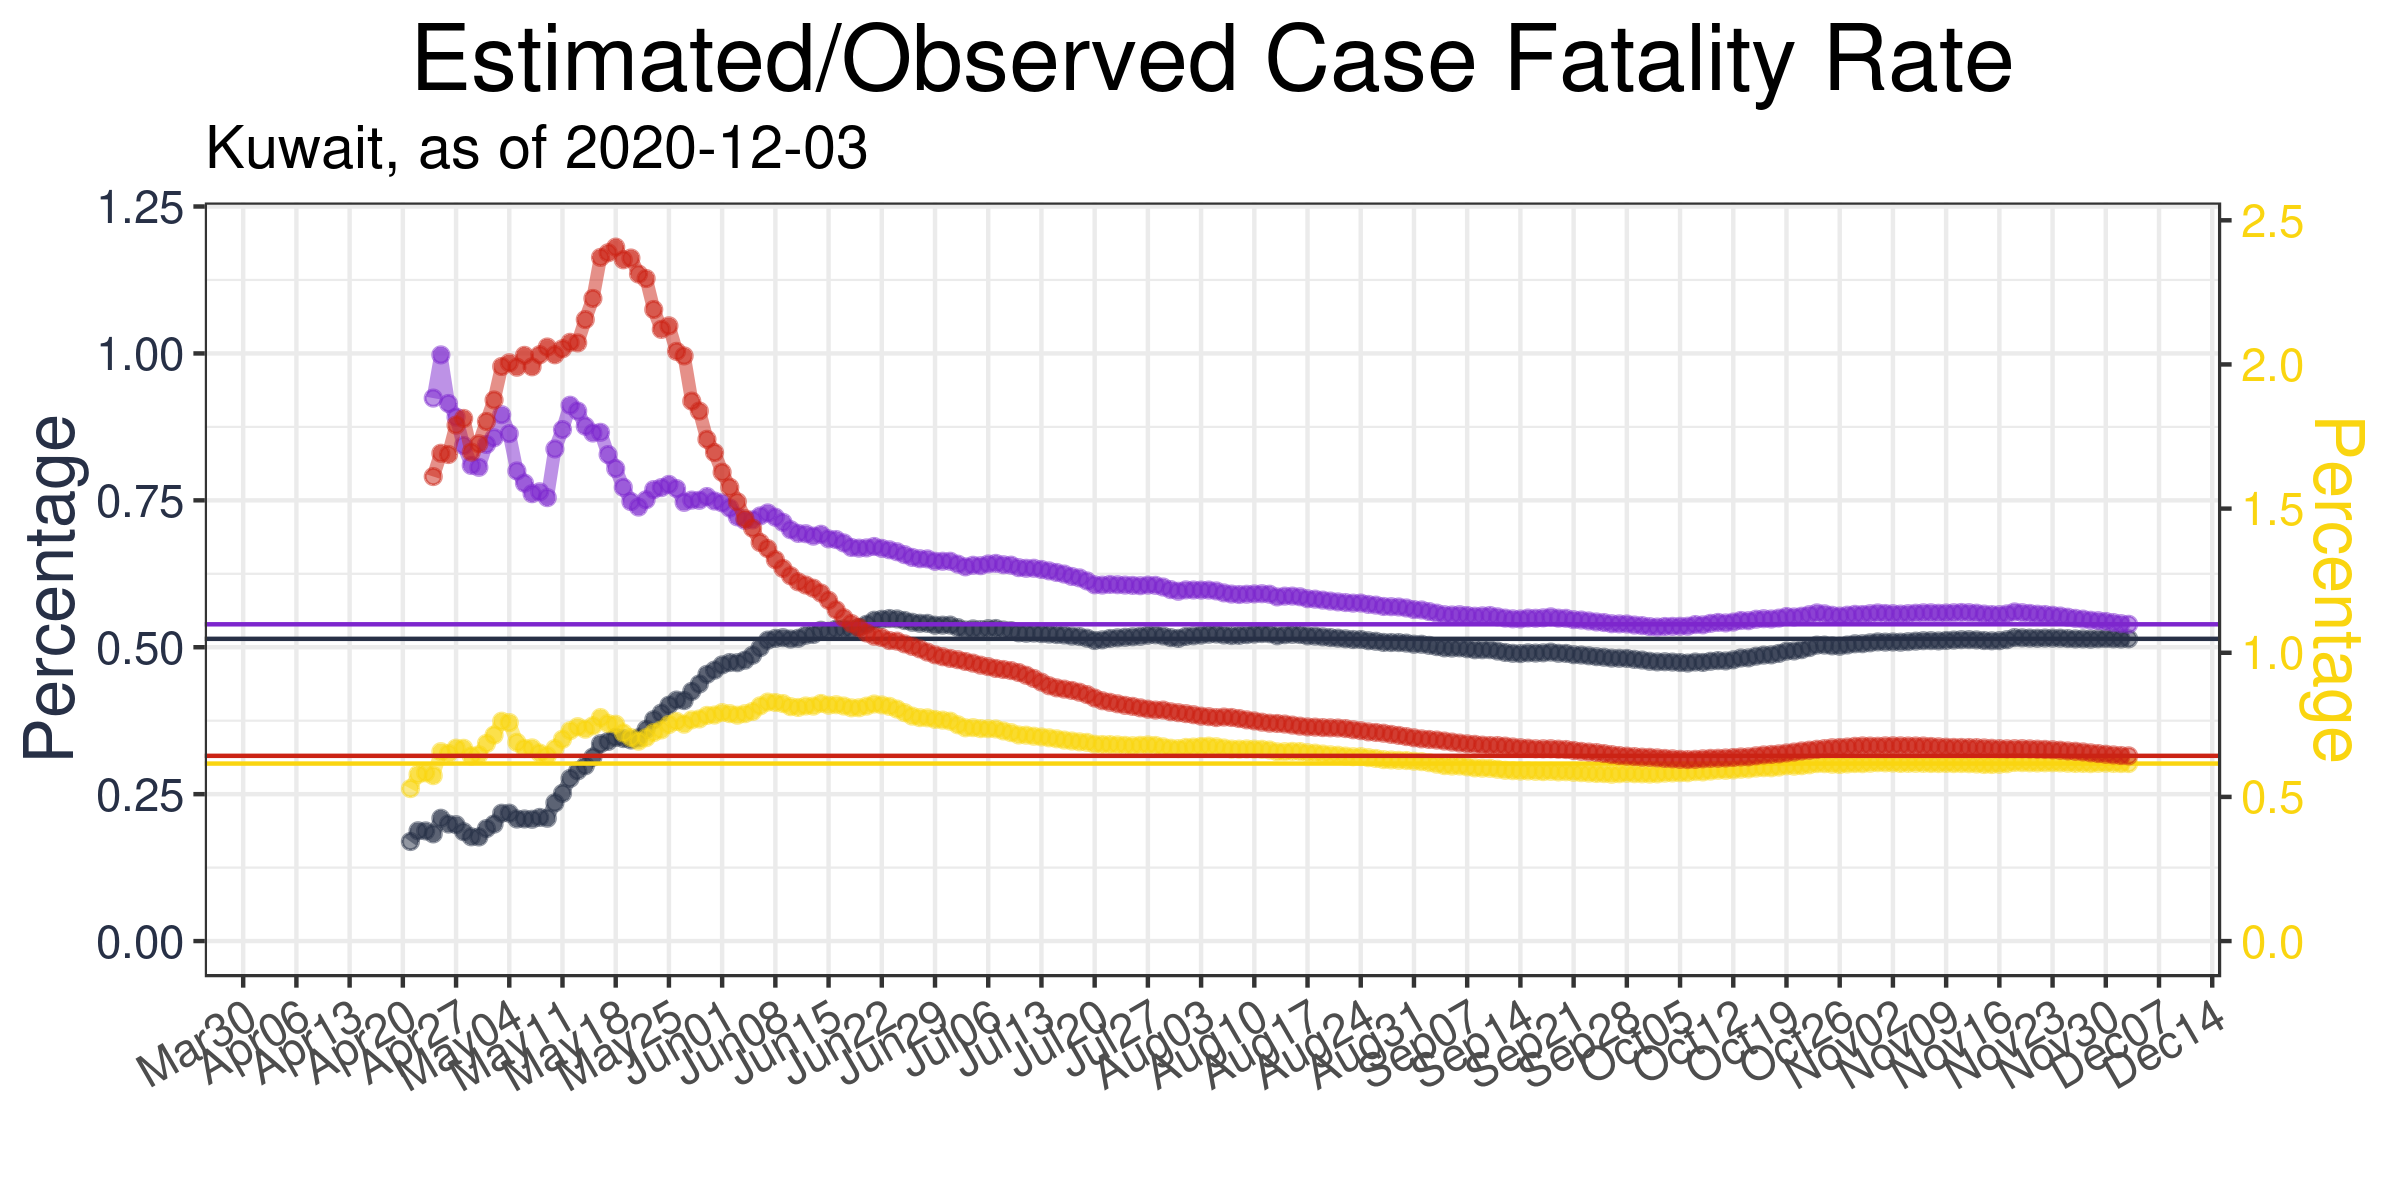 Estimated/Observed Case Fatality Rate
Kuwait, as of 2020-12-03
Percentage
1.25
1.00
0.75
0.50
0.25
0.00
2.5
2.0
1.5
1.0
0.5
0.0
Percentage
Mar30
Apr06
Apr13
Apr20
Apr27
May04
May11
May18
May25
Jun01
Jun08
Jun15
Jun22
Jun29
Jul06
Jul13
Jul20
Jul27
Aug03
Aug10
Aug17
Aug24
Aug31
Sep07
Sep14
Sep21
Sep28
Oct05
Oct12
Oct19
Oct26
Nov02
Nov09
Nov16
Nov23
Nov30
Dec07
Dec14